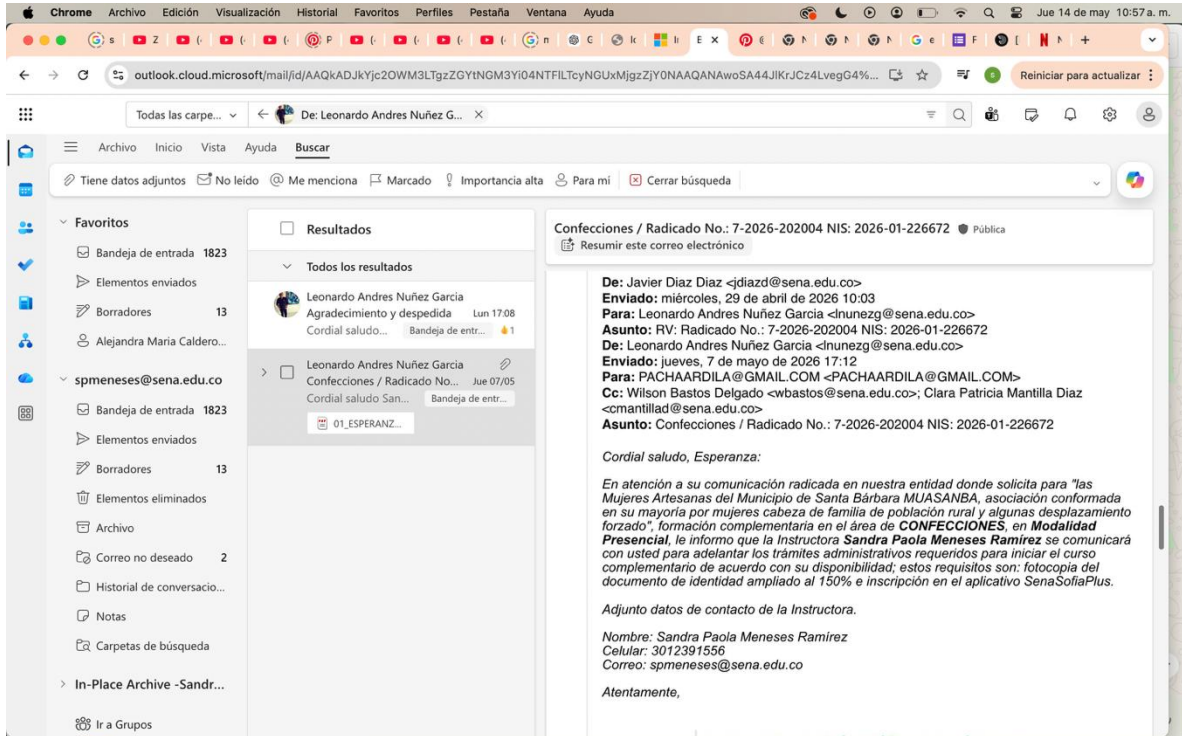 Chrome Archivo Edición Visualización Historial Favoritos Perfiles Pestaña Ventana Ayuda Jue 14 de may 10:57 a. m.
outlook.cloud.microsoft/mail/id/AAQkADJkYjc2OWM3LTgzZGYtNGM3Yi04NTFlLTcyNGUxMjgzZjY0NAAQANAwoSA44JlKrJCz4LvegG4%... Reiniciar para actualizar
Todas las carpe... De: Leonardo Andres Nuñez G...
Archivo Inicio Vista Ayuda Buscar
Tiene datos adjuntos No leído Me menciona Marcado Importancia alta Para mí Cerrar búsqueda
Favoritos
Bandeja de entrada 1823
Elementos enviados
Borradores 13
Alejandra Maria Caldero...
spmeneses@sena.edu.co
Bandeja de entrada 1823
Elementos enviados
Borradores 13
Elementos eliminados
Archivo
Correo no deseado 2
Historial de conversacio...
Notas
Carpetas de búsqueda
In-Place Archive -Sandr...
Ir a Grupos
Resultados
Todos los resultados
Leonardo Andres Nuñez Garcia
Agradecimiento y despedida Lun 17:08
Cordial saludo... Bandeja de entr... 1
Leonardo Andres Nuñez Garcia
Confecciones / Radicado No... Jue 07/05
Cordial saludo San... Bandeja de entr...
01_ESPERANZ...
Confecciones / Radicado No.: 7-2026-202004 NIS: 2026-01-226672 Pública
Resumir este correo electrónico
De: Javier Diaz Diaz <jdiazd@sena.edu.co>
Enviado: miércoles, 29 de abril de 2026 10:03
Para: Leonardo Andres Nuñez Garcia <lnunezg@sena.edu.co>
Asunto: RV: Radicado No.: 7-2026-202004 NIS: 2026-01-226672
De: Leonardo Andres Nuñez Garcia <lnunezg@sena.edu.co>
Enviado: jueves, 7 de mayo de 2026 17:12
Para: PACHAARDILA@GMAIL.COM <PACHAARDILA@GMAIL.COM>
Cc: Wilson Bastos Delgado <wbastos@sena.edu.co>; Clara Patricia Mantilla Diaz
<cmantillad@sena.edu.co>
Asunto: Confecciones / Radicado No.: 7-2026-202004 NIS: 2026-01-226672
Cordial saludo, Esperanza:
En atención a su comunicación radicada en nuestra entidad donde solicita para "las
Mujeres Artesanas del Municipio de Santa Bárbara MUASANBA, asociación conformada
en su mayoría por mujeres cabeza de familia de población rural y algunas desplazamiento
forzado", formación complementaria en el área de CONFECCIONES, en Modalidad
Presencial, le informo que la Instructora Sandra Paola Meneses Ramírez se comunicará
con usted para adelantar los trámites administrativos requeridos para iniciar el curso
complementario de acuerdo con su disponibilidad; estos requisitos son: fotocopia del
documento de identidad ampliado al 150% e inscripción en el aplicativo SenaSofiaPlus.
Adjunto datos de contacto de la Instructora.
Nombre: Sandra Paola Meneses Ramírez
Celular: 3012391556
Correo: spmeneses@sena.edu.co
Atentamente,